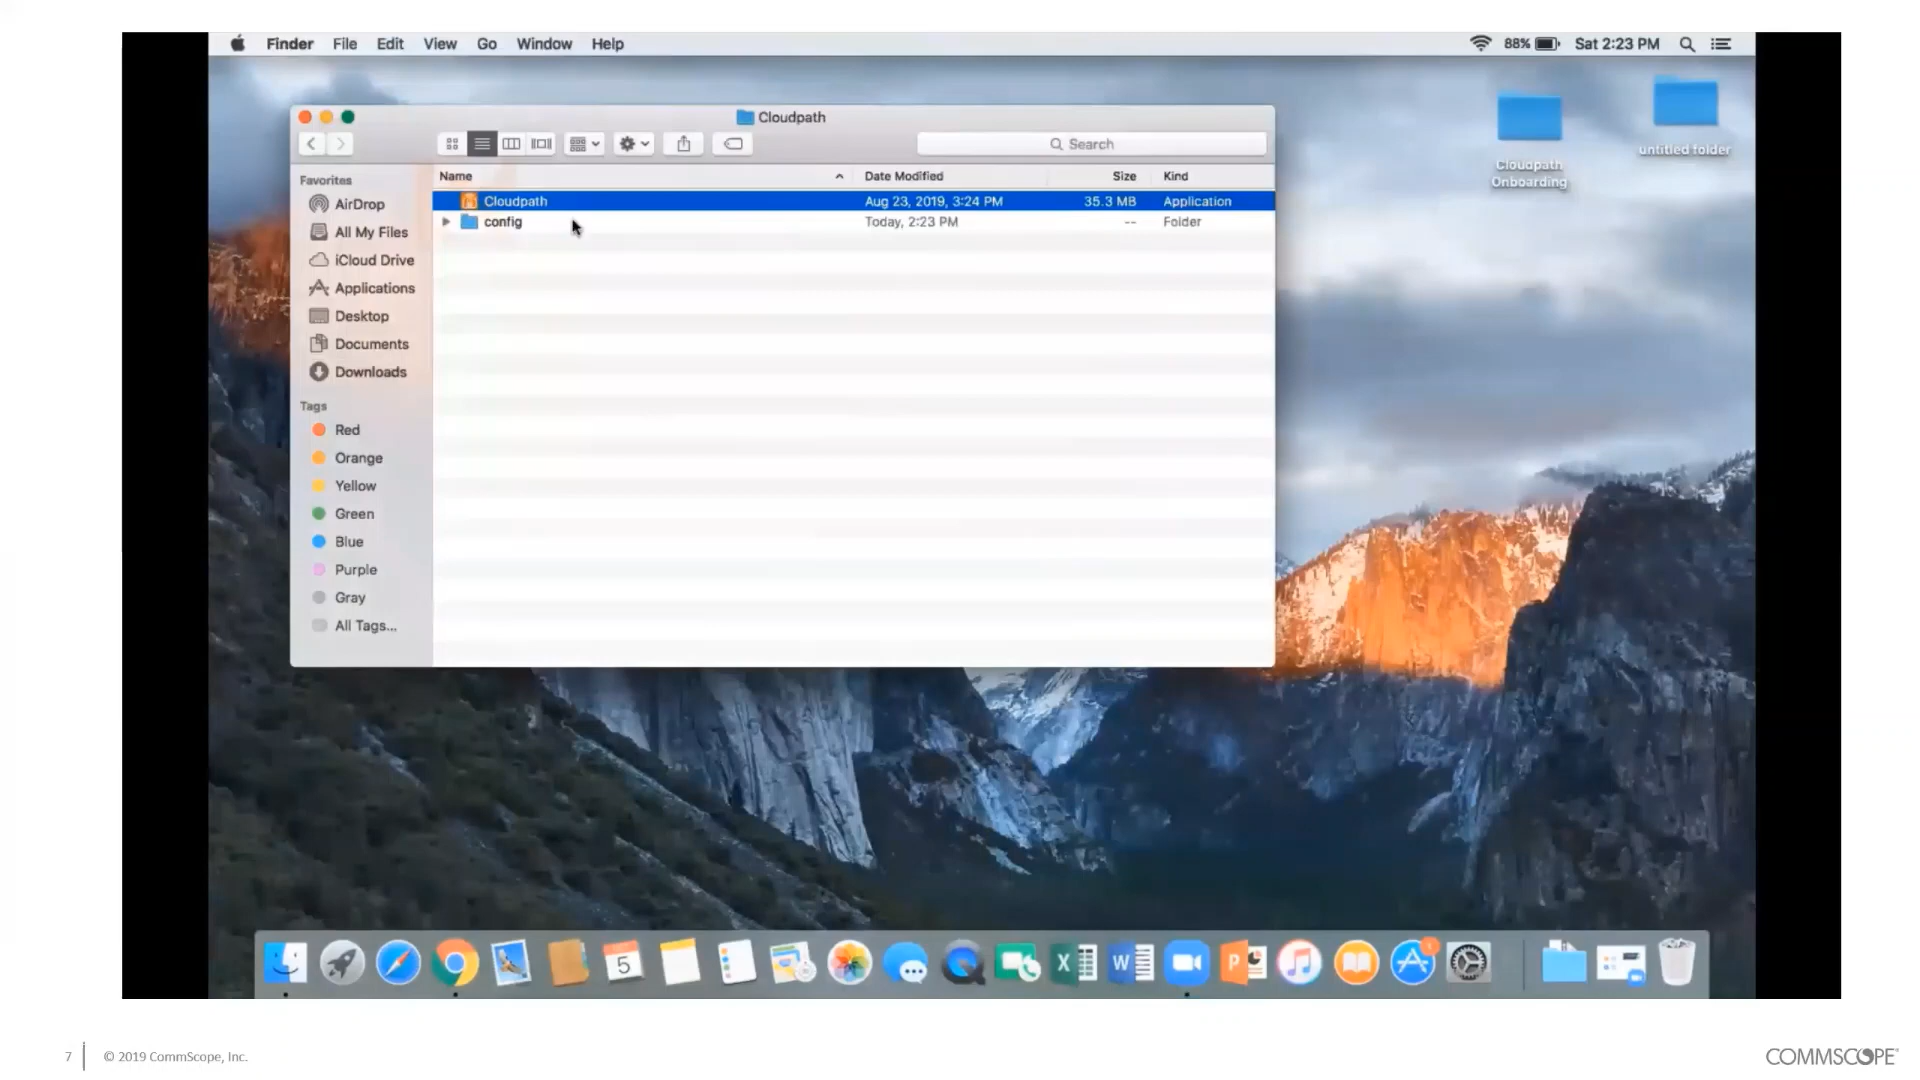 Finder File Edit View Go Window Help 88% Sat 2:23 PM
Cloudpath
Search
Cloudpath
Onboarding
untitled folder
Favorites
AirDrop
All My Files
iCloud Drive
Applications
Desktop
Documents
Downloads
Tags
Red
Orange
Yellow
Green
Blue
Purple
Gray
All Tags...
Name Date Modified Size Kind
Cloudpath Aug 23, 2019, 3:24 PM 35.3 MB Application
config Today, 2:23 PM -- Folder
5
X W P
7 © 2019 CommScope, Inc.
COMMSCOPE